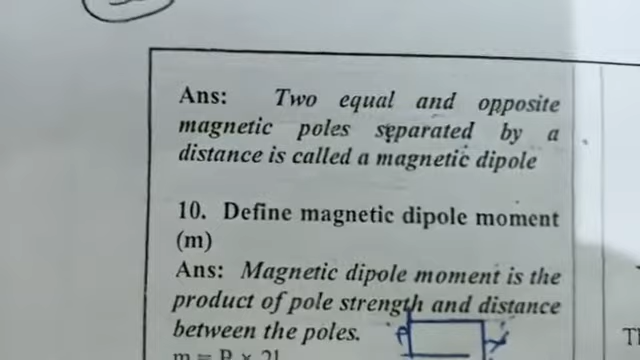 Ans: Two equal and opposite
magnetic poles separated by a
distance is called a magnetic dipole
10. Define magnetic dipole moment
(m)
Ans: Magnetic dipole moment is the
product of pole strength and distance
between the poles.
m = P × 2l